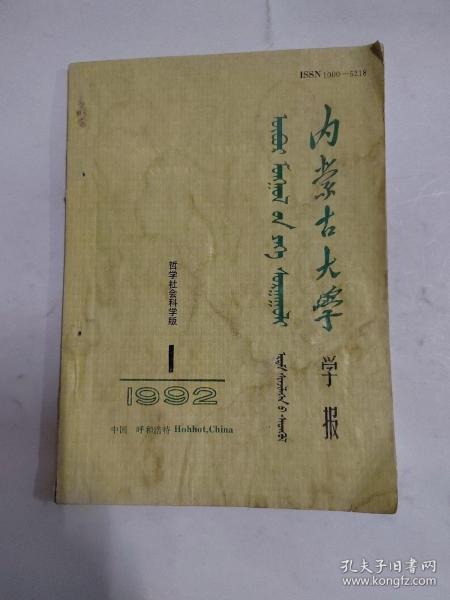 ISSN 1000—5218
内蒙古大学
学报
哲学社会科学版
1
1992
中国 呼和浩特 Hohhot,China
孔夫子旧书网
www.kongfz.com